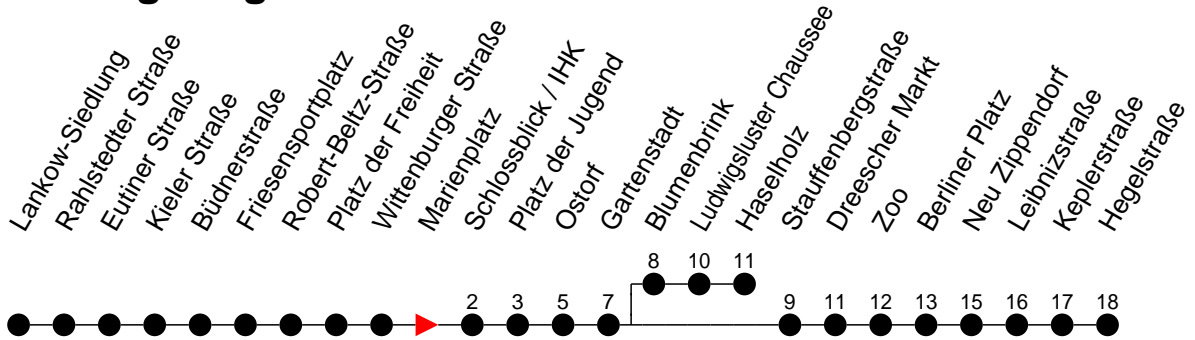 Lankow-Siedlung
Rahlstedter Straße
Eutiner Straße
Kieler Straße
Büdnerstraße
Friesensportplatz
Robert-Beltz-Straße
Platz der Freiheit
Wittenburger Straße
Marienplatz
Schlossblick / IHK
Platz der Jugend
Ostorf
Gartenstadt
Blumenbrink
Ludwigsluster Chaussee
Haselholz
Stauffenbergstraße
Dreescher Markt
Zoo
Berliner Platz
Neu Zippendorf
Leibnizstraße
Keplerstraße
Hegelstraße
8 10 11
2 3 5 7 9 11 12 13 15 16 17 18